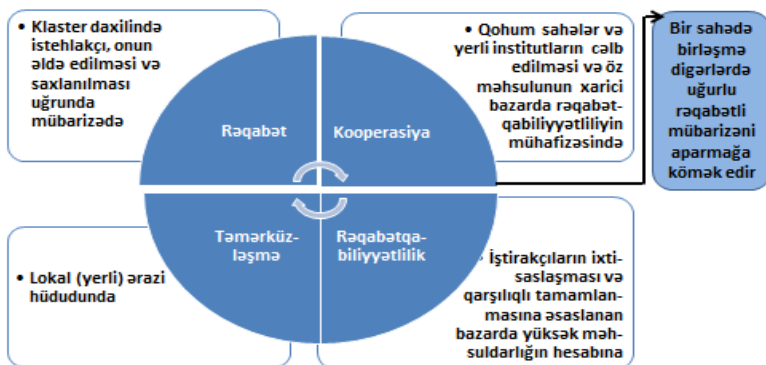 • Klaster daxilində
istehlakçı, onun
əldə edilməsi və
saxlanılması
uğrunda
mübarizədə
Rəqabət
Kooperasiya
• Qohum sahələr və
yerli institutların cəlb
edilməsi və öz
məhsulunun xarici
bazarda rəqabət-
qabiliyyətliliyin
mühafizəsində
Bir sahədə
birləşmə
digərlərdə
uğurlu
rəqabətli
mübarizəni
aparmağa
kömək edir
• Lokal (yerli) ərazi
hüdudunda
Təmərküz-
ləşmə
Rəqabətqa-
biliyyətlilik
• İştirakçıların ixti-
saslaşması və
qarşılıqlı tamamlan-
masına əsaslanan
bazarda yüksək məh-
suldarlığın hesabına